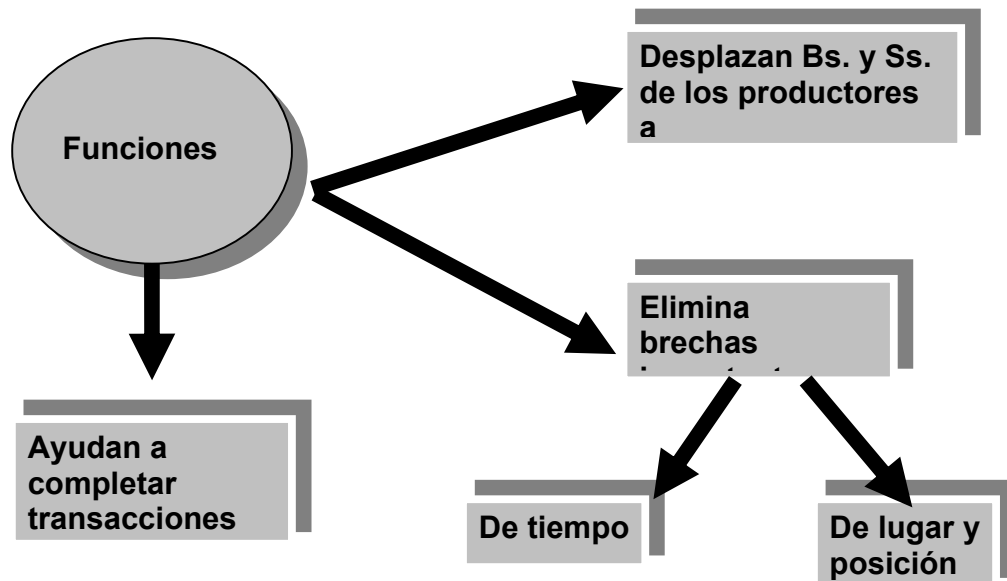 Funciones
Desplazan Bs. y Ss.
de los productores
a
Elimina
brechas
Ayudan a
completar
transacciones
De tiempo
De lugar y
posición